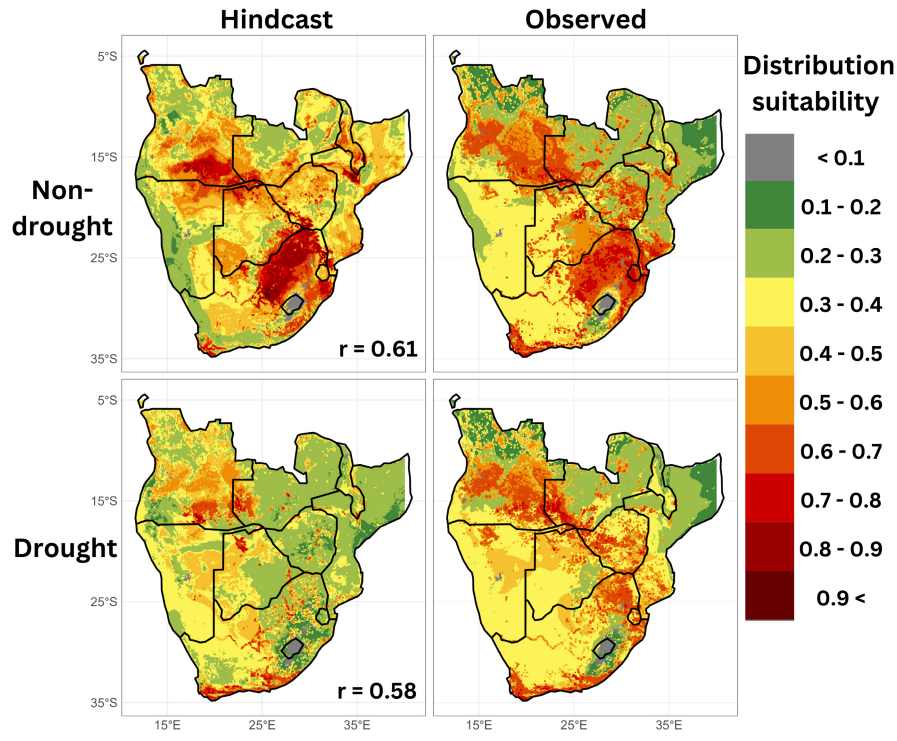 Hindcast
Observed
Distribution
suitability
< 0.1
0.1 - 0.2
0.2 - 0.3
0.3 - 0.4
0.4 - 0.5
0.5 - 0.6
0.6 - 0.7
0.7 - 0.8
0.8 - 0.9
0.9 <
Non-
drought
5°S
15°S
25°S
35°S
r = 0.61
Drought
5°S
15°S
25°S
35°S
r = 0.58
15°E 25°E 35°E
15°E 25°E 35°E